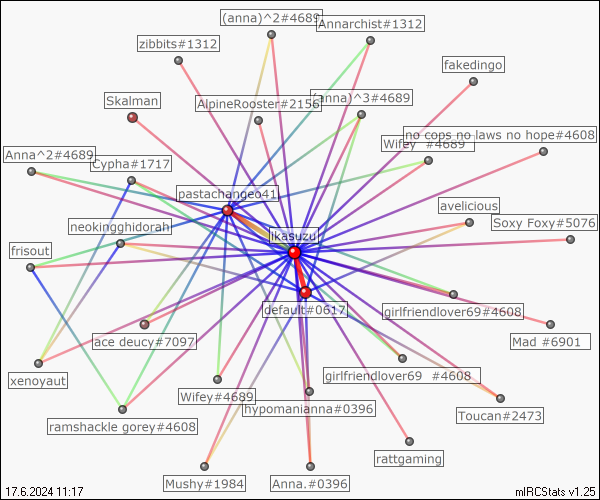 (anna)^2#4689
Annarchist#1312
zibbits#1312
fakedingo
Skalman
AlpineRooster#2156
(anna)^3#4689
no cops no laws no hope#4608
Wifey #4689
Anna^2#4689
Cypha#1717
pastachangeo41
avelicious
Soxy Foxy#5076
neokingghidorah
ikasuzu
frisout
default#0617
girlfriendlover69#4608
ace deucy#7097
Mad #6901
xenoyaut
girlfriendlover69 #4608
Wifey#4689
hypomanianna#0396
Toucan#2473
ramshackle gorey#4608
rattgaming
Mushy#1984
Anna.#0396
17.6.2024 11:17
mIRCStats v1.25